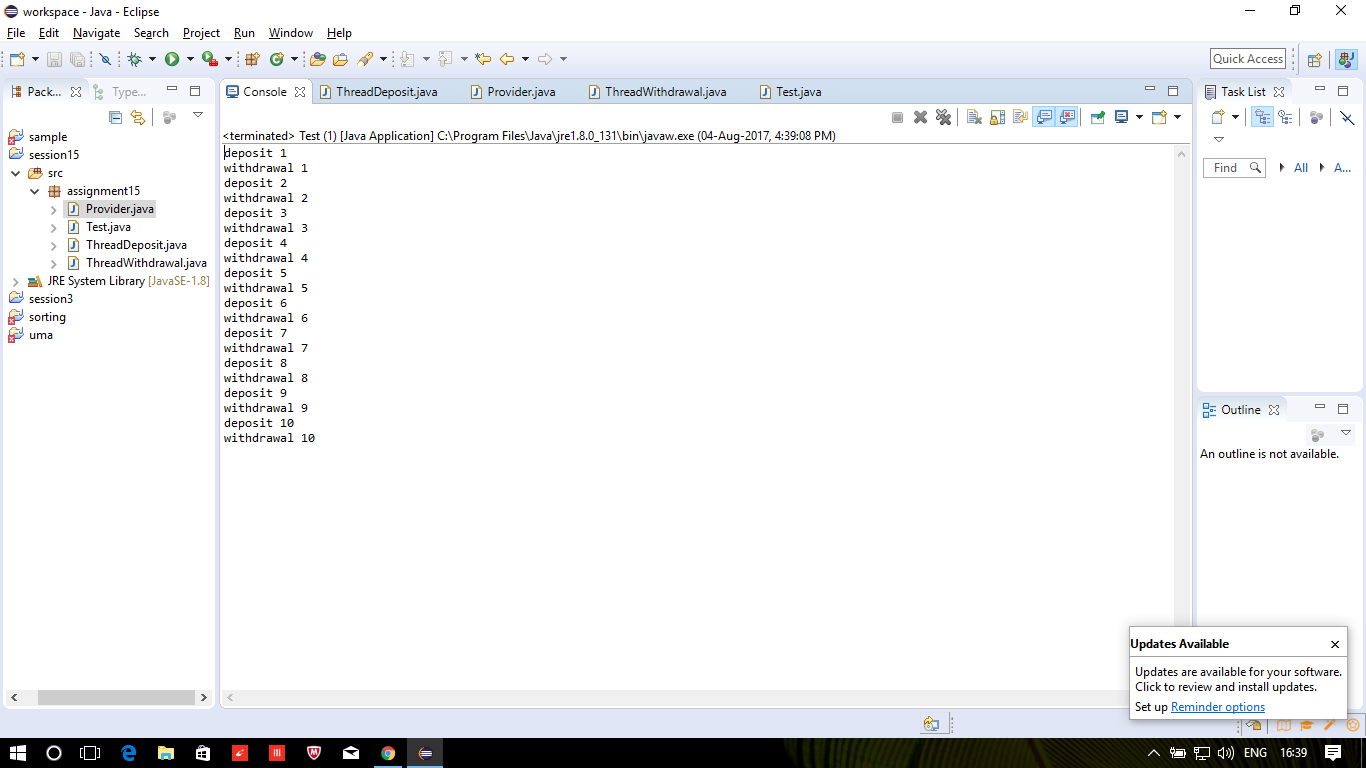 workspace - Java - Eclipse
File Edit Navigate Search Project Run Window Help
Quick Access
Pack... Type...
Console ThreadDeposit.java Provider.java ThreadWithdrawal.java Test.java
Task List
<terminated> Test (1) [Java Application] C:\Program Files\Java\jre1.8.0_131\bin\javaw.exe (04-Aug-2017, 4:39:08 PM)
sample
session15
src
assignment15
Provider.java
Test.java
ThreadDeposit.java
ThreadWithdrawal.java
JRE System Library [JavaSE-1.8]
session3
sorting
uma
deposit 1
withdrawal 1
deposit 2
withdrawal 2
deposit 3
withdrawal 3
deposit 4
withdrawal 4
deposit 5
withdrawal 5
deposit 6
withdrawal 6
deposit 7
withdrawal 7
deposit 8
withdrawal 8
deposit 9
withdrawal 9
deposit 10
withdrawal 10
Find All A...
Outline
An outline is not available.
Updates Available
Updates are available for your software.
Click to review and install updates.
Set up Reminder options
ENG 16:39